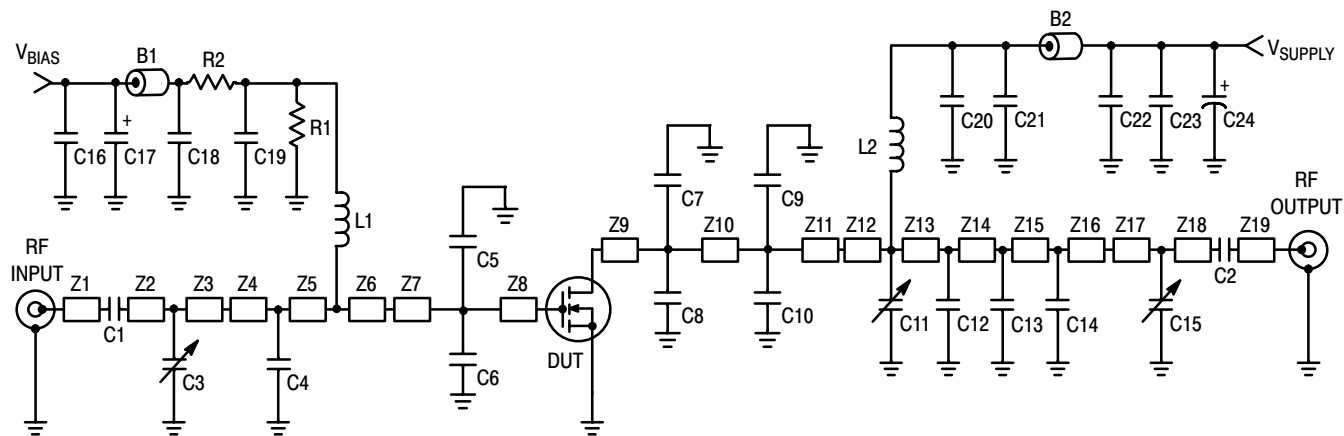 B2
B1
R2
V_BIAS
V_SUPPLY
+
+
R1
C16 C17 C18 C19
C20 C21 C22 C23 C24
L2
L1
C7 C9
RF
OUTPUT
Z9 Z10 Z11 Z12 Z13 Z14 Z15 Z16 Z17 Z18 Z19
C2
RF
INPUT
C5
Z1 Z2 Z3 Z4 Z5 Z6 Z7 Z8
C1
C8 C10 C11 C12 C13 C14 C15
DUT
C3 C4 C6